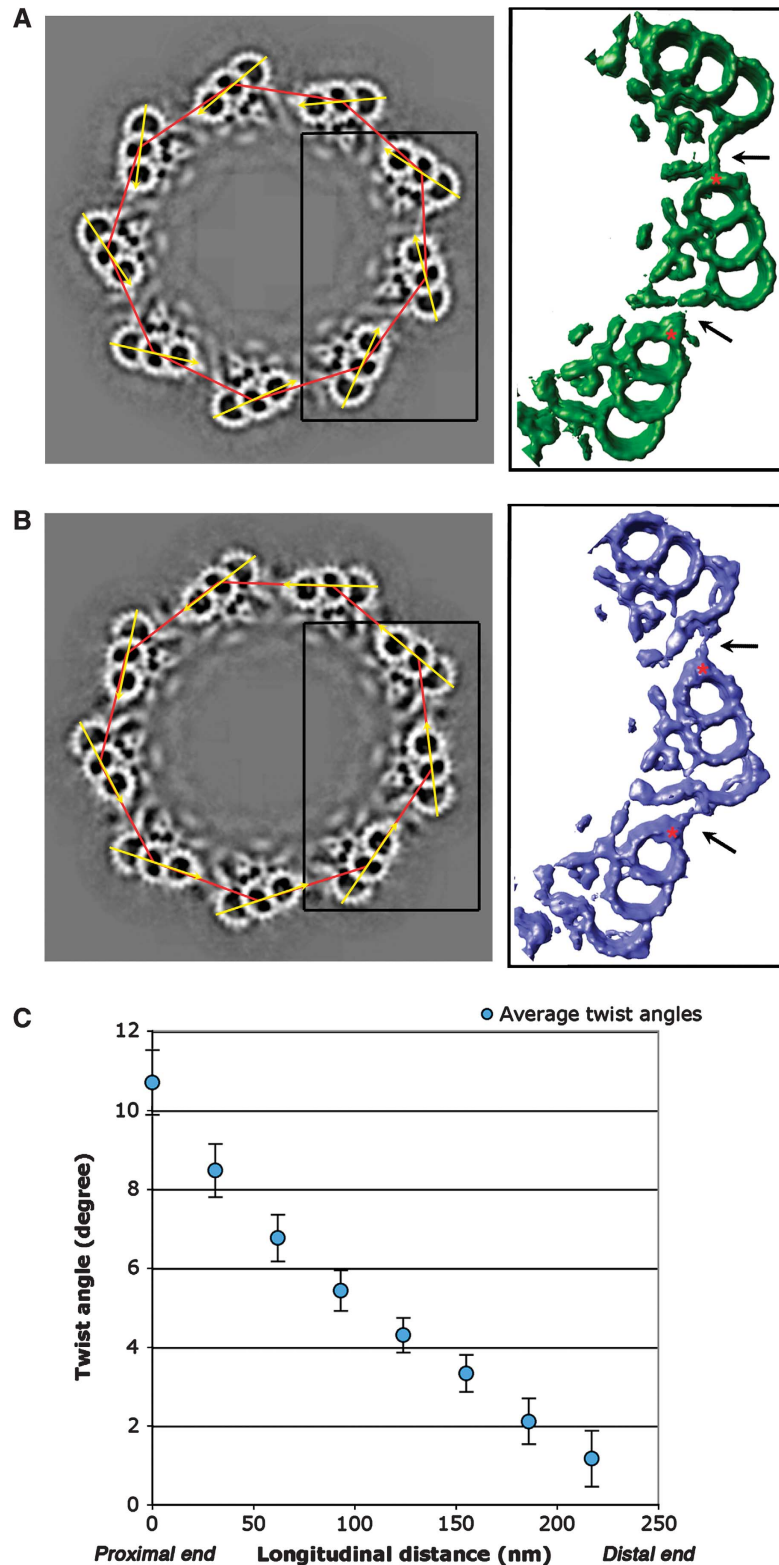 A
B
C
Average twist angles
12
10
8
6
4
2
0
Twist angle (degree)
0
50
100
150
200
250
Proximal end
Longitudinal distance (nm)
Distal end